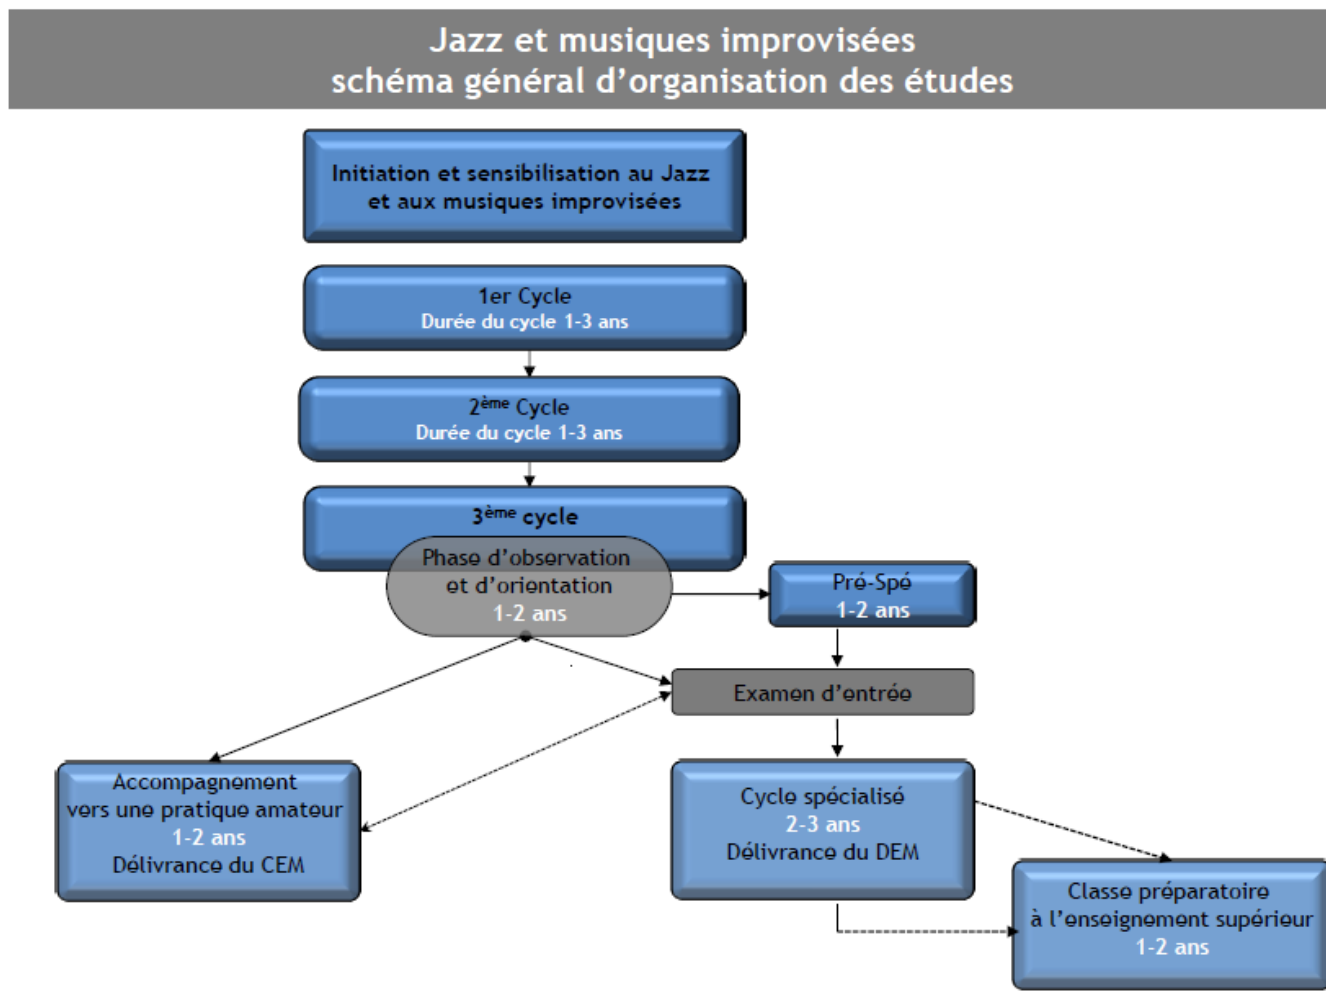 Jazz et musiques improvisées
schéma général d'organisation des études
Initiation et sensibilisation au Jazz
et aux musiques improvisées
1er Cycle
Durée du cycle 1-3 ans
2ème Cycle
Durée du cycle 1-3 ans
3ème cycle
Phase d'observation
et d'orientation
1-2 ans
Pré-Spé
1-2 ans
Examen d'entrée
Accompagnement
vers une pratique amateur
1-2 ans
Délivrance du CEM
Cycle spécialisé
2-3 ans
Délivrance du DEM
Classe préparatoire
à l'enseignement supérieur
1-2 ans